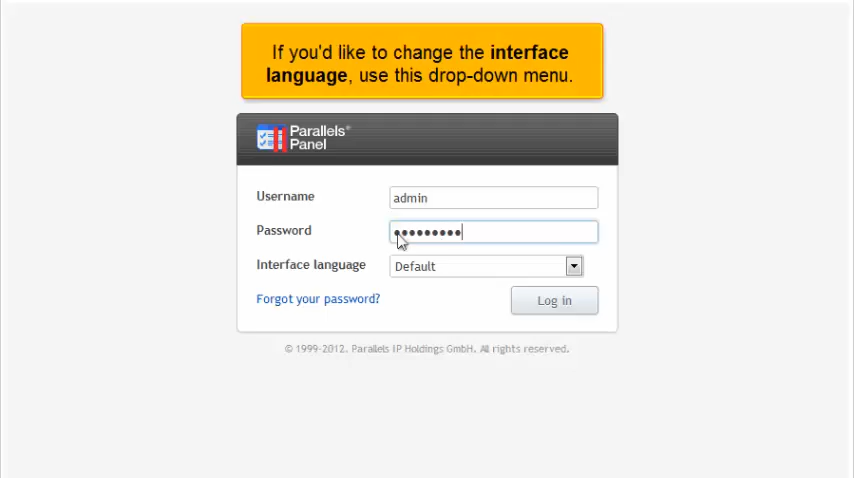 If you'd like to change the interface
language, use this drop-down menu.
Parallels®
Panel
Username
admin
Password
●●●●●●●●●
Interface language
Default
Forgot your password?
Log in
© 1999-2012. Parallels IP Holdings GmbH. All rights reserved.